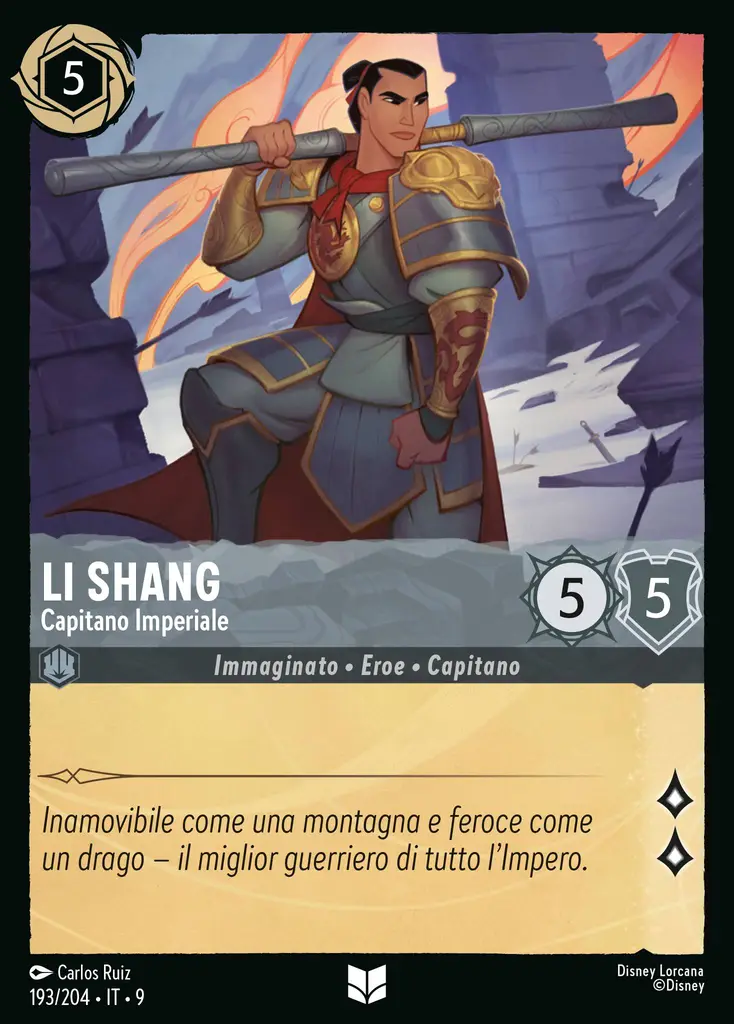 5
LI SHANG
Capitano Imperiale
5
5
Immaginato • Eroe • Capitano
Inamovibile come una montagna e feroce come
un drago – il miglior guerriero di tutto l'Impero.
Carlos Ruiz
193/204 • IT • 9
Disney Lorcana
©Disney